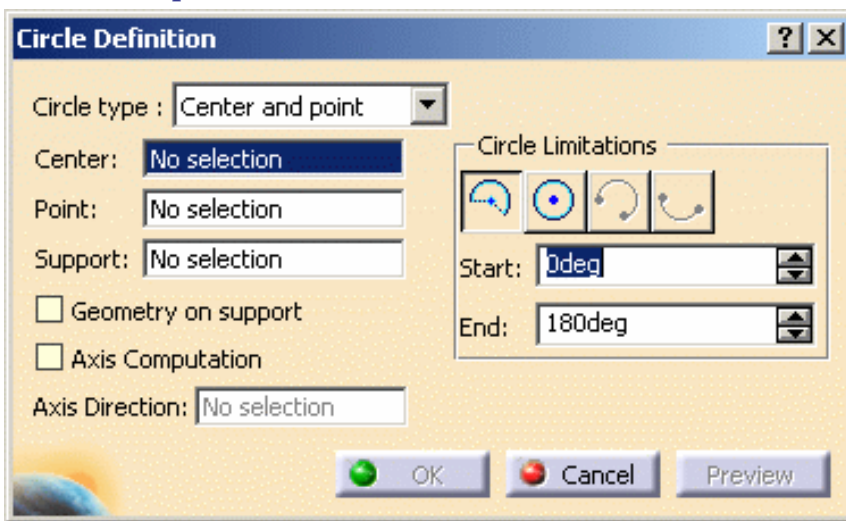 Circle Definition
Circle type : Center and point
Center: No selection
Point: No selection
Support: No selection
Geometry on support
Axis Computation
Axis Direction: No selection
Circle Limitations
Start: 0deg
End: 180deg
OK Cancel Preview